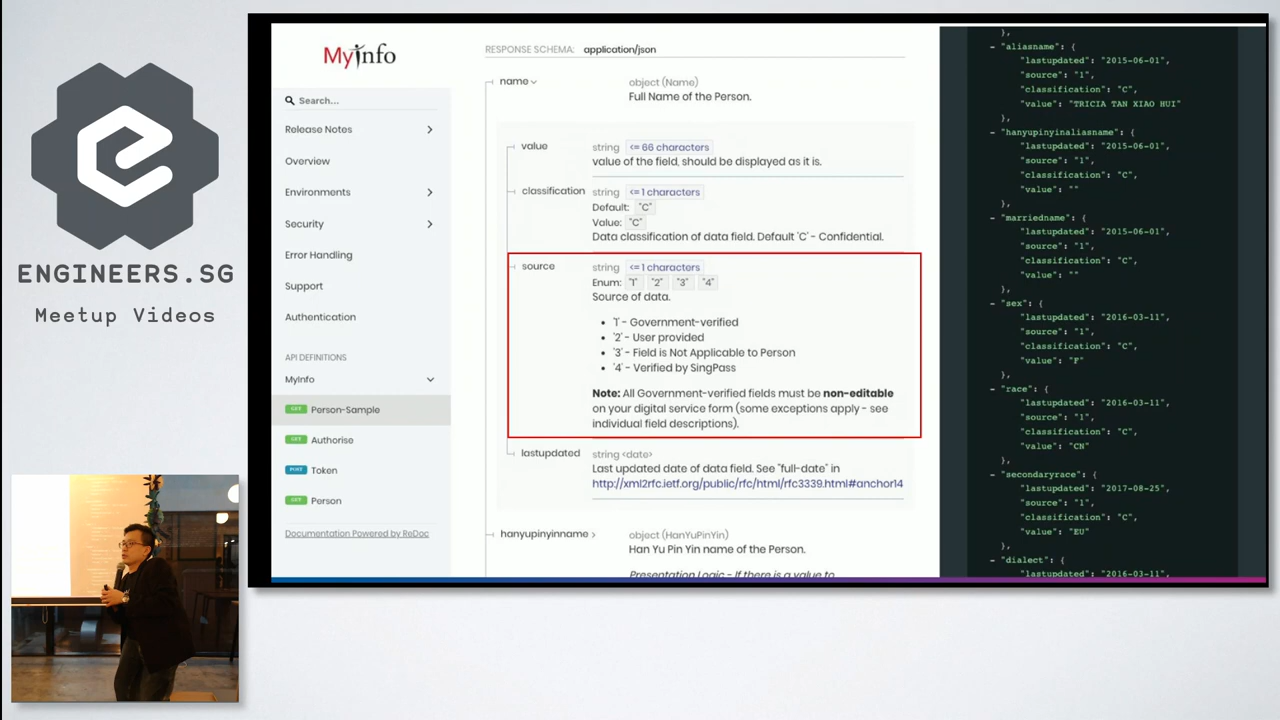 ENGINEERS.SG
Meetup Videos
MyInfo
Search...
Release Notes
Overview
Environments
Security
Error Handling
Support
Authentication
API DEFINITIONS
MyInfo
GET Person-Sample
GET Authorise
POST Token
GET Person
Documentation Powered by ReDoc
RESPONSE SCHEMA: application/json
name
object (Name)
Full Name of the Person.
value
string <= 66 characters
value of the field, should be displayed as it is.
classification
string <= 1 characters
Default: "C"
Value: "C"
Data classification of data field. Default 'C' - Confidential.
source
string <= 1 characters
Enum: "1" "2" "3" "4"
Source of data.
• '1' - Government-verified
• '2' - User provided
• '3' - Field is Not Applicable to Person
• '4' - Verified by SingPass
Note: All Government-verified fields must be non-editable
on your digital service form (some exceptions apply - see
individual field descriptions).
lastupdated
string <date>
Last updated date of data field. See "full-date" in
http://xml2rfc.ietf.org/public/rfc/html/rfc3339.html#anchor14
hanyupinyinname
object (HanYuPinYin)
Han Yu Pin Yin name of the Person.
Presentation Logic - If there is a value to
},
- "aliasname": {
"lastupdated": "2015-06-01",
"source": "1",
"classification": "C",
"value": "TRICIA TAN XIAO HUI"
},
- "hanyupinyinaliasname": {
"lastupdated": "2015-06-01",
"source": "1",
"classification": "C",
"value": ""
},
- "marriedname": {
"lastupdated": "2015-06-01",
"source": "1",
"classification": "C",
"value": ""
},
- "sex": {
"lastupdated": "2016-03-11",
"source": "1",
"classification": "C",
"value": "F"
},
- "race": {
"lastupdated": "2016-03-11",
"source": "1",
"classification": "C",
"value": "CN"
},
- "secondaryrace": {
"lastupdated": "2017-08-25",
"source": "1",
"classification": "C",
"value": "EU"
},
- "dialect": {
"lastupdated": "2016-03-11",